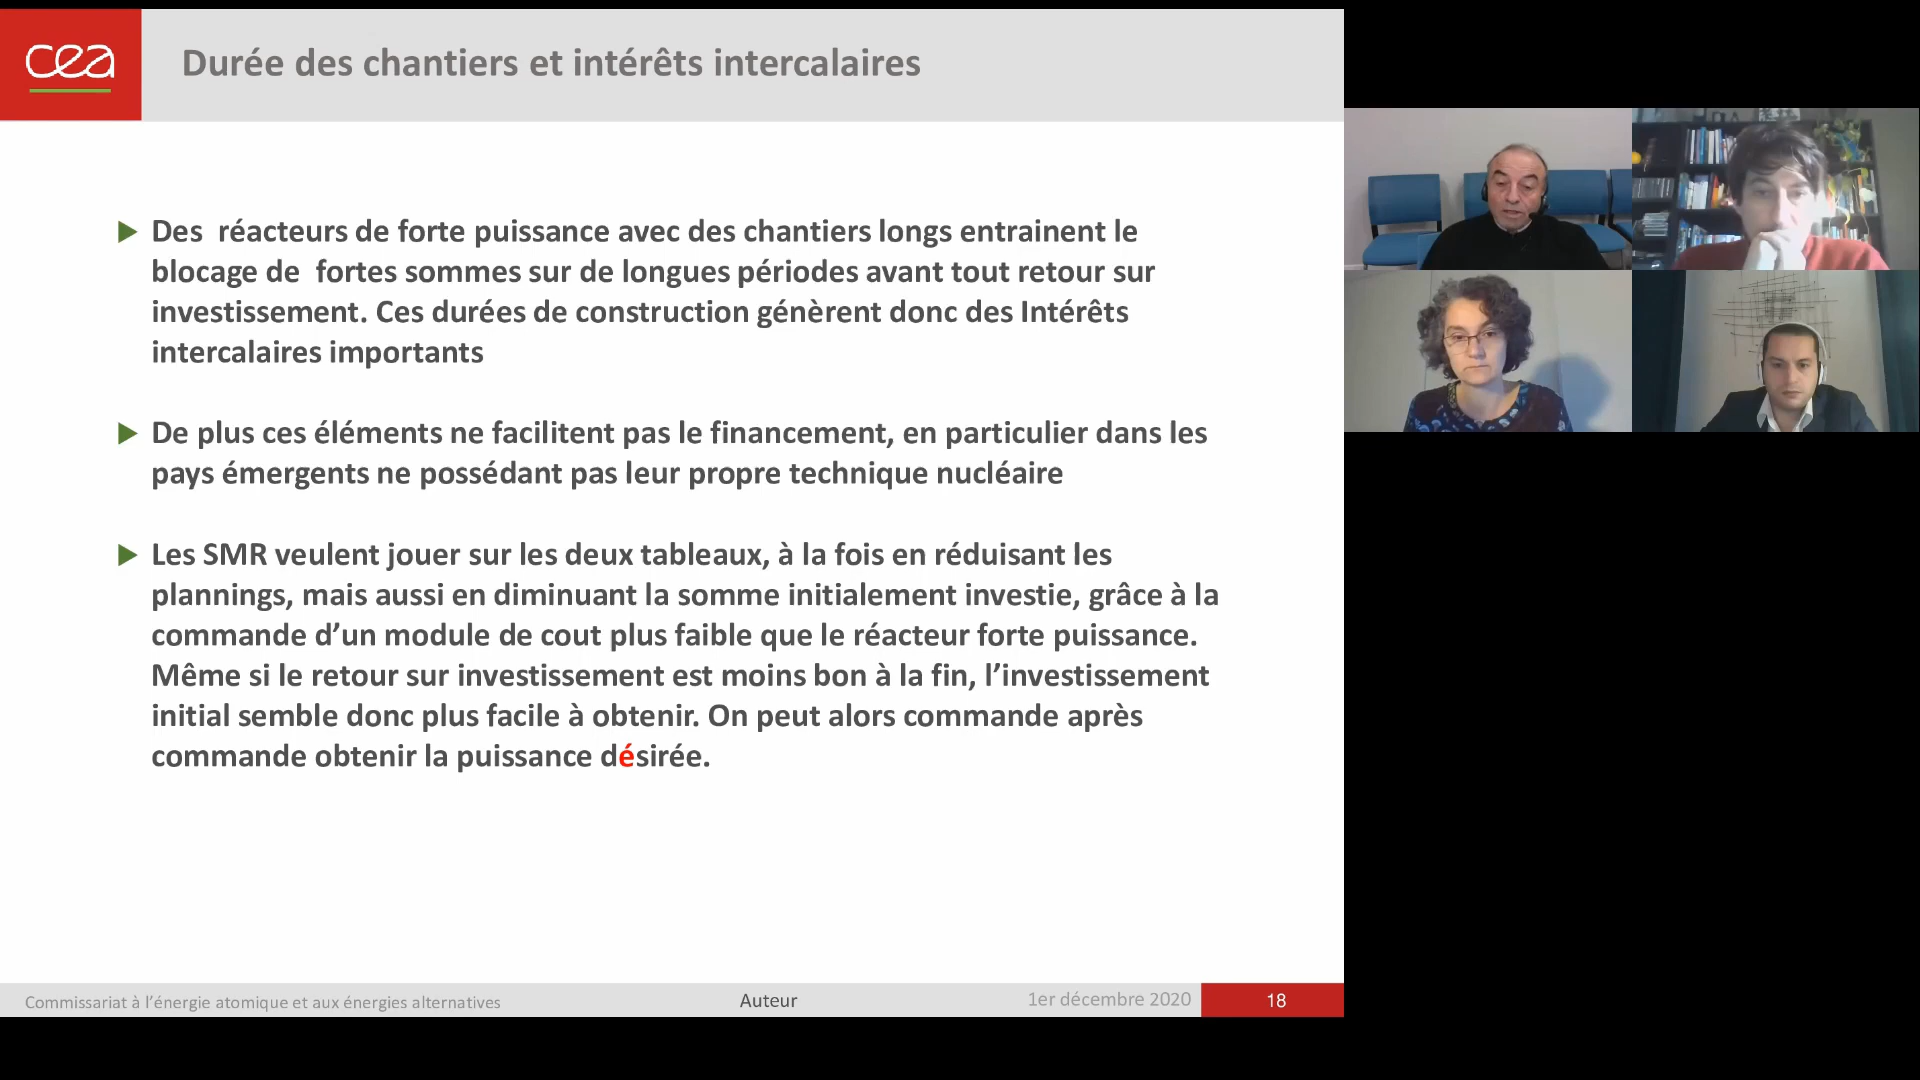 cea
Durée des chantiers et intérêts intercalaires
Des  réacteurs de forte puissance avec des chantiers longs entrainent le
blocage de  fortes sommes sur de longues périodes avant tout retour sur
investissement. Ces durées de construction génèrent donc des Intérêts
intercalaires importants
De plus ces éléments ne facilitent pas le financement, en particulier dans les
pays émergents ne possédant pas leur propre technique nucléaire
Les SMR veulent jouer sur les deux tableaux, à la fois en réduisant les
plannings, mais aussi en diminuant la somme initialement investie, grâce à la
commande d’un module de cout plus faible que le réacteur forte puissance.
Même si le retour sur investissement est moins bon à la fin, l’investissement
initial semble donc plus facile à obtenir. On peut alors commande après
commande obtenir la puissance désirée.
Commissariat à l’énergie atomique et aux énergies alternatives
Auteur
1er décembre 2020
18